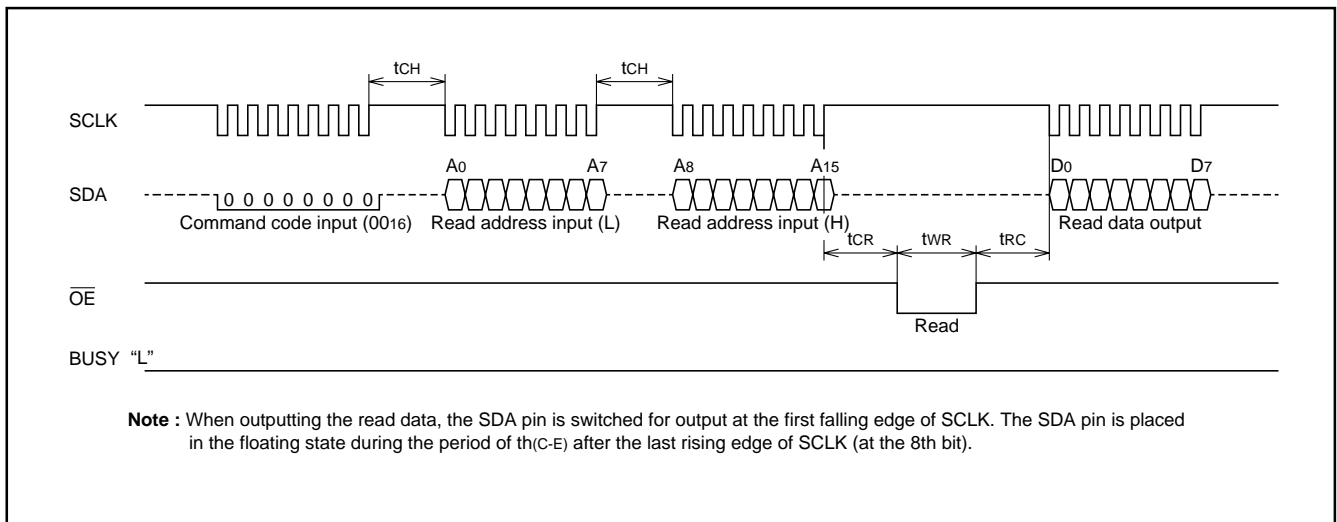 tCH tCH
SCLK
A0 A7 A8 A15 D0 D7
SDA
0 0 0 0 0 0 0 0
Command code input (0016) Read address input (L) Read address input (H) Read data output
tCR tWR tRC
OE
Read
BUSY “L”
Note : When outputting the read data, the SDA pin is switched for output at the first falling edge of SCLK. The SDA pin is placed
in the floating state during the period of th(C-E) after the last rising edge of SCLK (at the 8th bit).